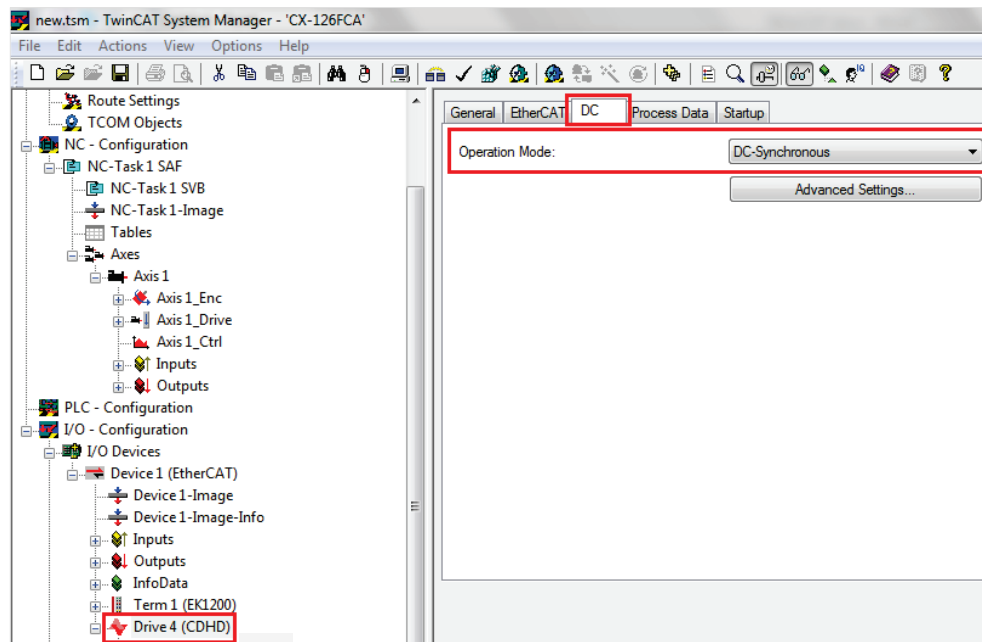 new.tsm - TwinCAT System Manager - 'CX-126FCA'
File Edit Actions View Options Help
Route Settings
TCOM Objects
NC - Configuration
NC-Task 1 SAF
NC-Task 1 SVB
NC-Task 1-Image
Tables
Axes
Axis 1
Axis 1_Enc
Axis 1_Drive
Axis 1_Ctrl
Inputs
Outputs
PLC - Configuration
I/O - Configuration
I/O Devices
Device 1 (EtherCAT)
Device 1-Image
Device 1-Image-Info
Inputs
Outputs
InfoData
Term 1 (EK1200)
Drive 4 (CDHD)
General EtherCAT DC Process Data Startup
Operation Mode: DC-Synchronous
Advanced Settings...